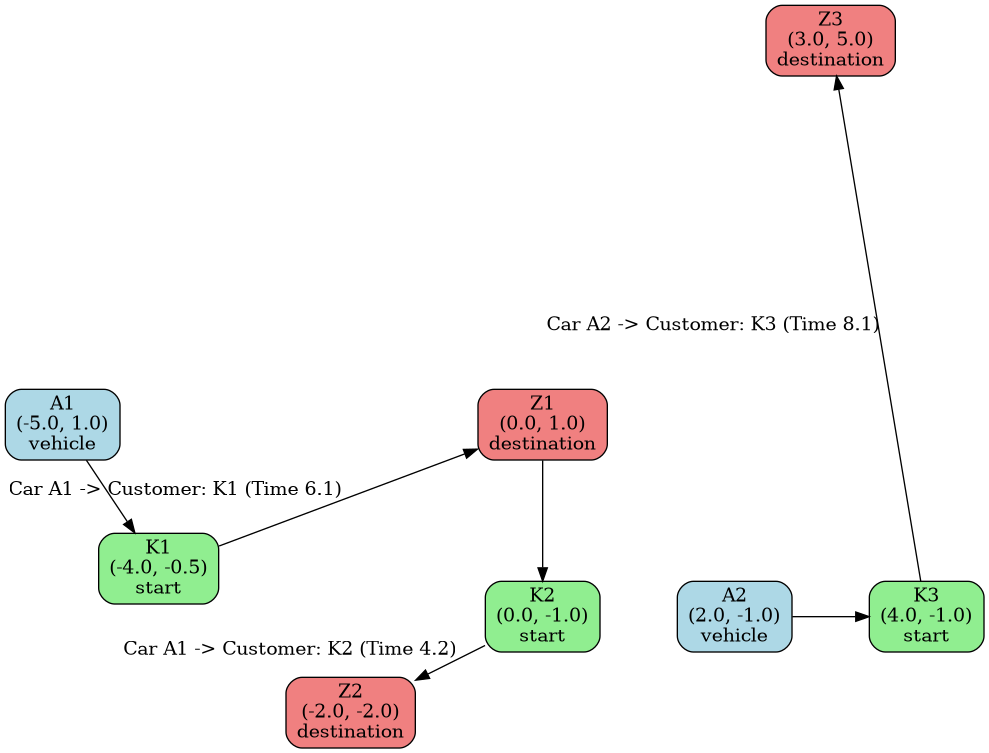 Z3
(3.0, 5.0)
destination
Car A2 -> Customer: K3 (Time 8.1)
A1
(-5.0, 1.0)
vehicle
Z1
(0.0, 1.0)
destination
Car A1 -> Customer: K1 (Time 6.1)
K1
(-4.0, -0.5)
start
K2
(0.0, -1.0)
start
A2
(2.0, -1.0)
vehicle
K3
(4.0, -1.0)
start
Car A1 -> Customer: K2 (Time 4.2)
Z2
(-2.0, -2.0)
destination